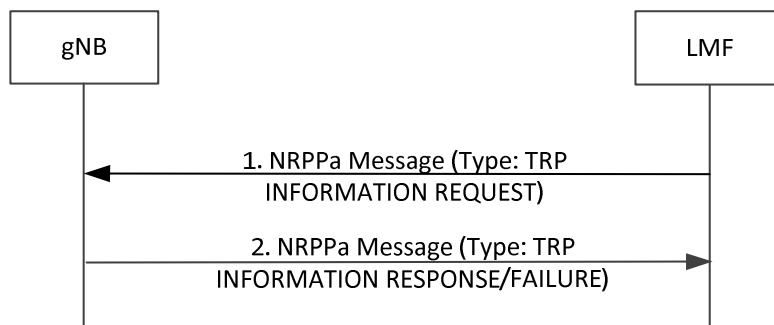 gNB
LMF
1. NRPPa Message (Type: TRP
INFORMATION REQUEST)
2. NRPPa Message (Type: TRP
INFORMATION RESPONSE/FAILURE)